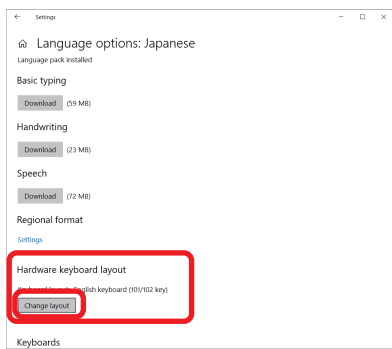 Settings
Language options: Japanese
Language pack installed
Basic typing
Download (59 MB)
Handwriting
Download (23 MB)
Speech
Download (72 MB)
Regional format
Settings
Hardware keyboard layout
English keyboard (101/102 key)
Change layout
Keyboards